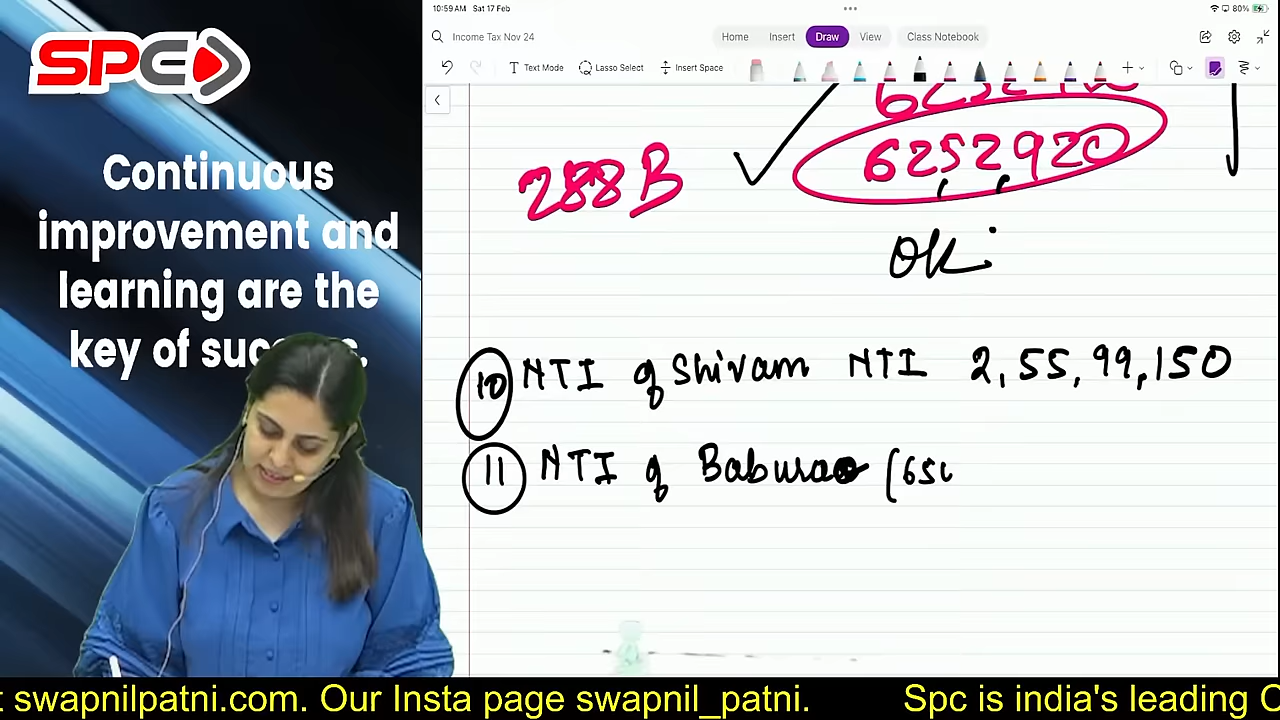 SPC
Continuous
improvement and
learning are the
key of suc s.
10:59 AM Sat 17 Feb
80%
Income Tax Nov 24
Home Insert Draw View Class Notebook
Text Mode Lasso Select Insert Space
6252920
288B
OK
10 NTI of Shivam NTI 2,55,99,150
11 NTI of Baburao (65
t swapnilpatni.com. Our Insta page swapnil_patni. Spc is india's leading C